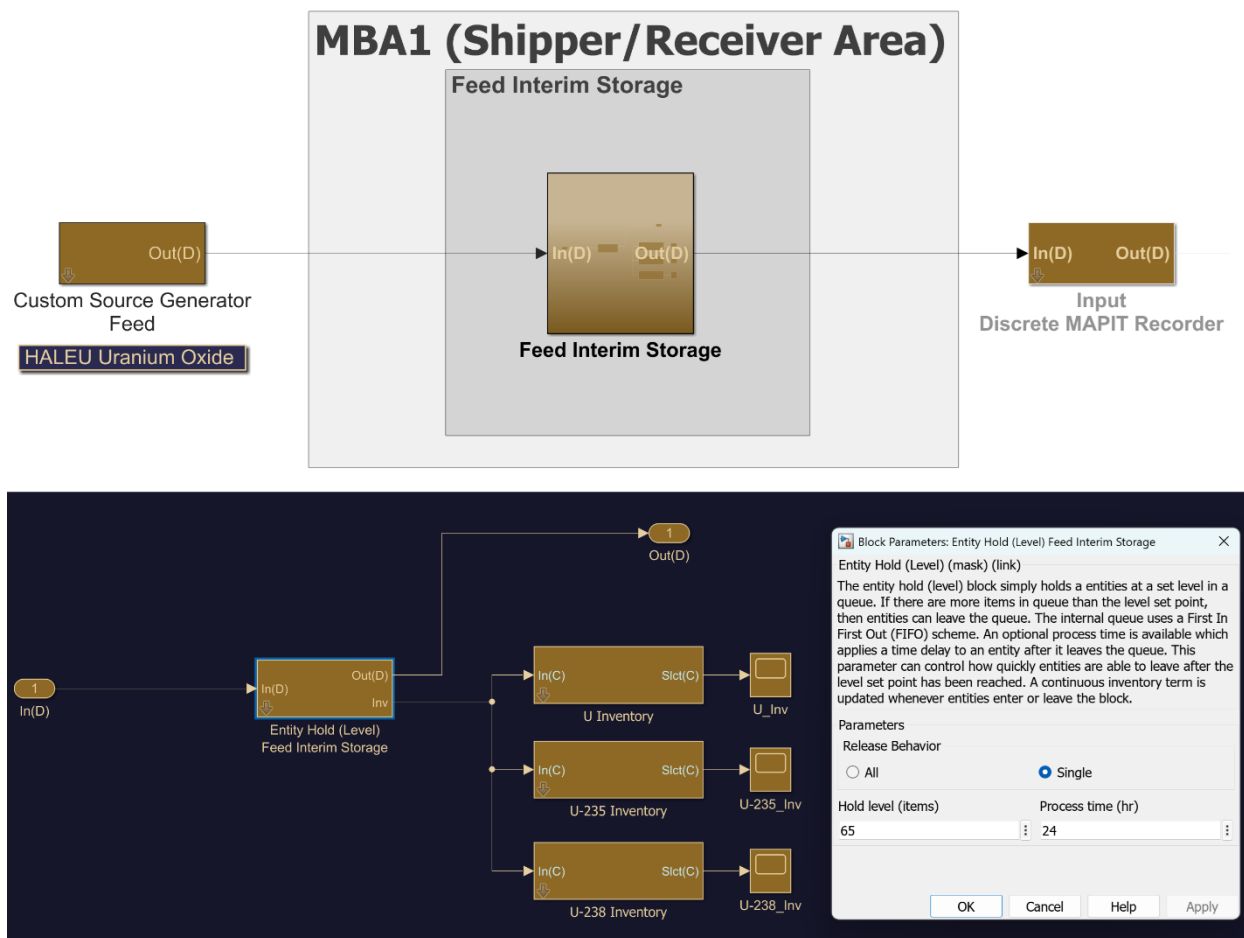 MBA1 (Shipper/Receiver Area)
Feed Interim Storage
Out(D)
In(D)
Out(D)
In(D)
Out(D)
Custom Source Generator
Feed
HALEU Uranium Oxide
Feed Interim Storage
Input
Discrete MAPIT Recorder
1
Out(D)
1
In(D)
In(D)
Out(D)
Inv
Entity Hold (Level)
Feed Interim Storage
In(C)
Slct(C)
U Inventory
U_Inv
In(C)
Slct(C)
U-235 Inventory
U-235_Inv
In(C)
Slct(C)
U-238 Inventory
U-238_Inv
Block Parameters: Entity Hold (Level) Feed Interim Storage
Entity Hold (Level) (mask) (link)
The entity hold (level) block simply holds a entities at a set level in a
queue. If there are more items in queue than the level set point,
then entities can leave the queue. The internal queue uses a First In
First Out (FIFO) scheme. An optional process time is available which
applies a time delay to an entity after it leaves the queue. This
parameter can control how quickly entities are able to leave after the
level set point has been reached. A continuous inventory term is
updated whenever entities enter or leave the block.
Parameters
Release Behavior
All
Single
Hold level (items)
Process time (hr)
65
24
OK
Cancel
Help
Apply